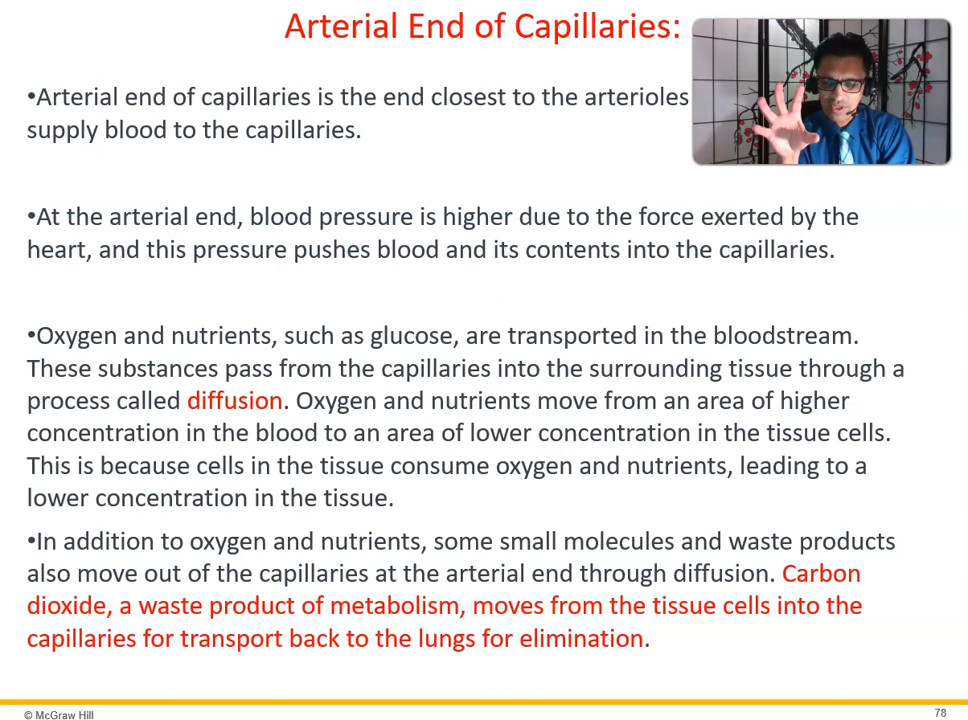 Arterial End of Capillaries:
•Arterial end of capillaries is the end closest to the arterioles
supply blood to the capillaries.
•At the arterial end, blood pressure is higher due to the force exerted by the
heart, and this pressure pushes blood and its contents into the capillaries.
•Oxygen and nutrients, such as glucose, are transported in the bloodstream.
These substances pass from the capillaries into the surrounding tissue through a
process called diffusion. Oxygen and nutrients move from an area of higher
concentration in the blood to an area of lower concentration in the tissue cells.
This is because cells in the tissue consume oxygen and nutrients, leading to a
lower concentration in the tissue.
•In addition to oxygen and nutrients, some small molecules and waste products
also move out of the capillaries at the arterial end through diffusion. Carbon
dioxide, a waste product of metabolism, moves from the tissue cells into the
capillaries for transport back to the lungs for elimination.
© McGraw Hill
78